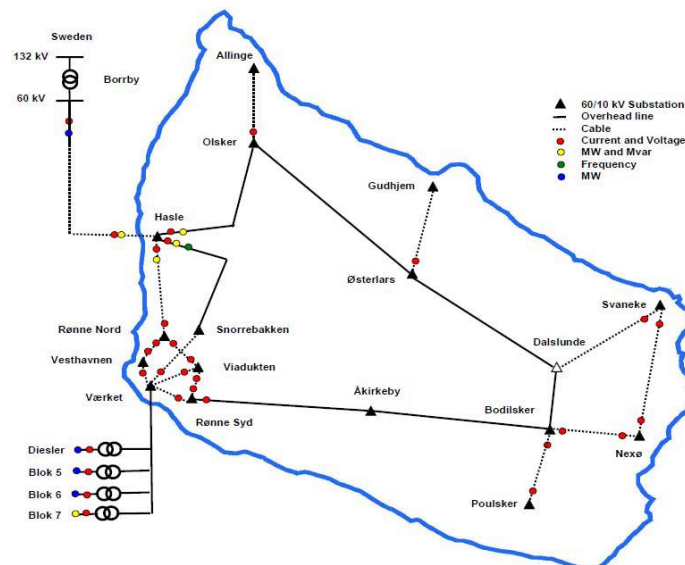 Sweden
132 kV
Borrby
60 kV
Allinge
60/10 kV Substation
Overhead line
Cable
Current and Voltage
MW and Mvar
Frequency
MW
Olsker
Gudhjem
Hasle
Østerlars
Svaneke
Rønne Nord
Snorrebakken
Dalslunde
Vesthavnen
Viadukten
Værket
Åkirkeby
Bodilsker
Rønne Syd
Nexø
Diesler
Blok 5
Blok 6
Poulsker
Blok 7